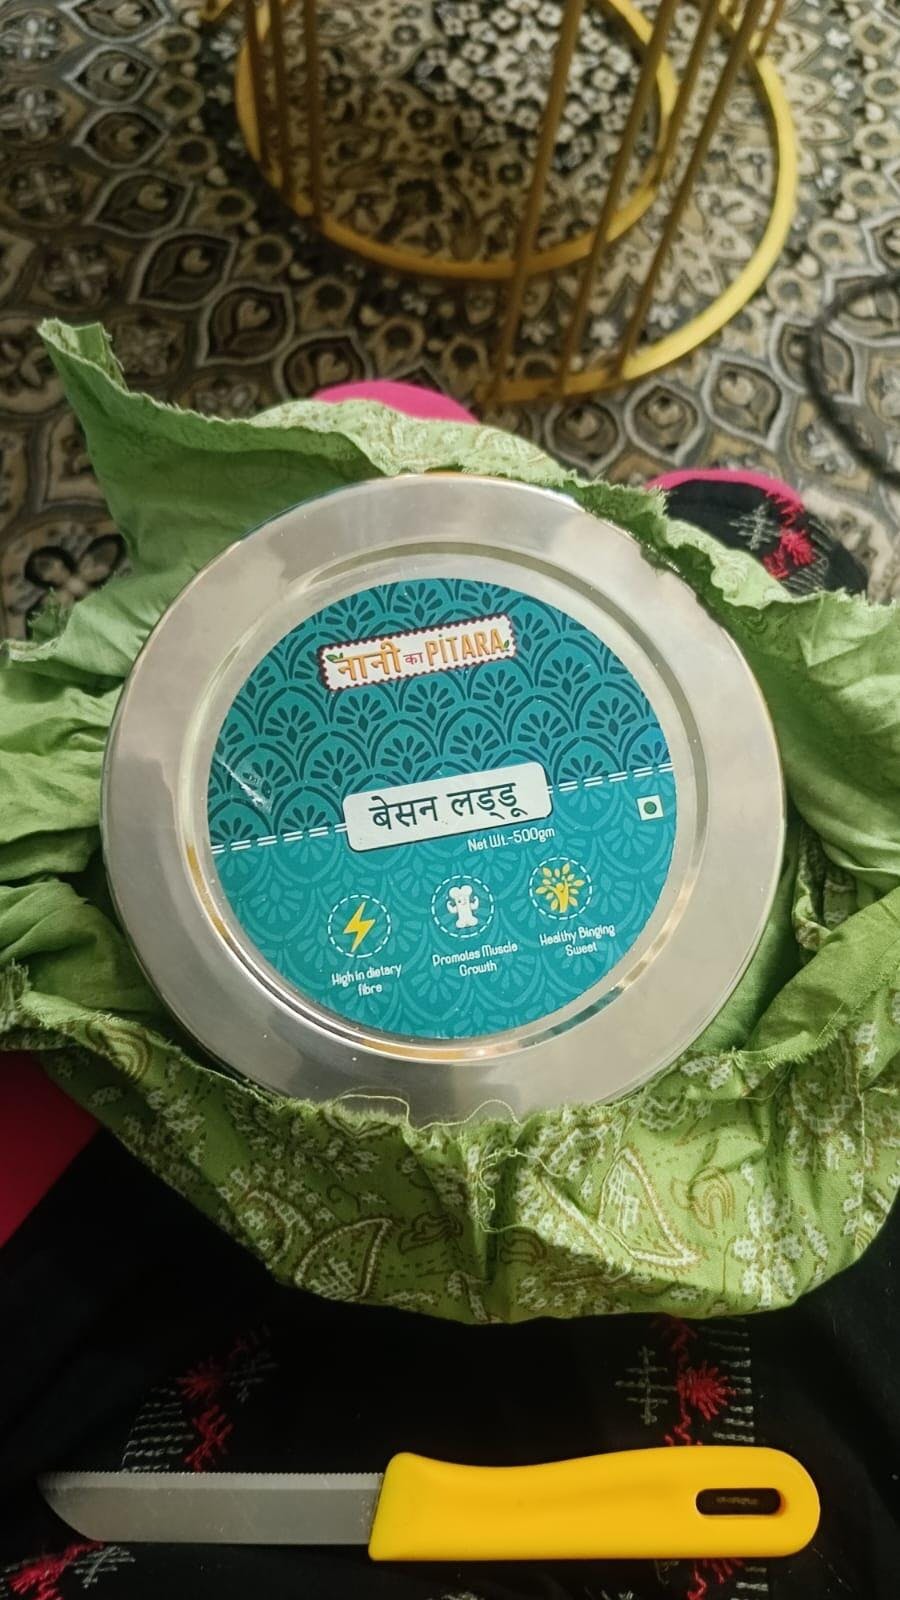 नानी का PITARA
बेसन लड्डू
Net Wt.-500gm
High in dietary
fibre
Promotes Muscle
Growth
Healthy Binging
Sweet